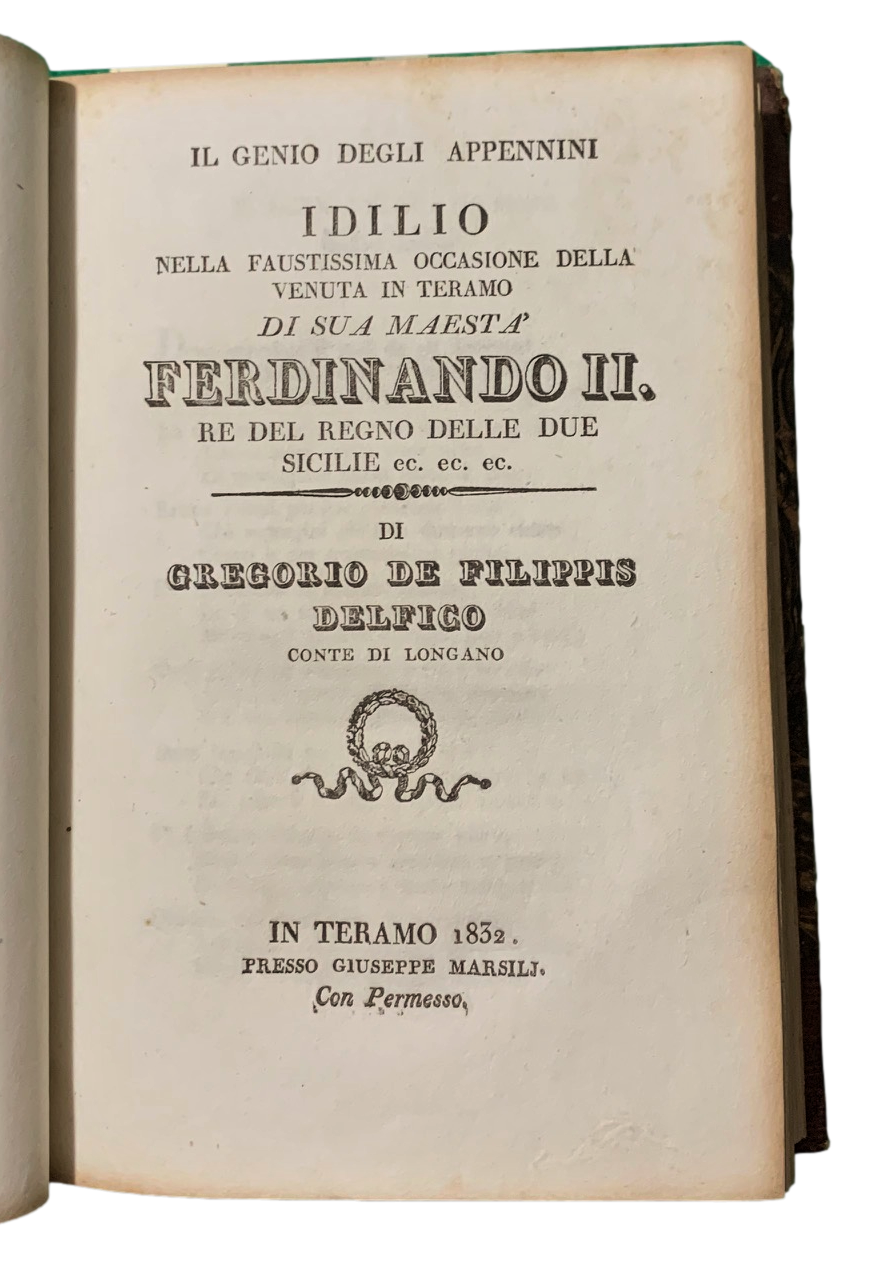 IL GENIO DEGLI APPENNINI
IDILIO
NELLA FAUSTISSIMA OCCASIONE DELLA
VENUTA IN TERAMO
DI SUA MAESTA'
FERDINANDO II.
RE DEL REGNO DELLE DUE
SICILIE ec. ec. ec.
DI
GREGORIO DE FILIPPIS
DELFICO
CONTE DI LONGANO
IN TERAMO 1832.
PRESSO GIUSEPPE MARSILJ.
Con Permesso,